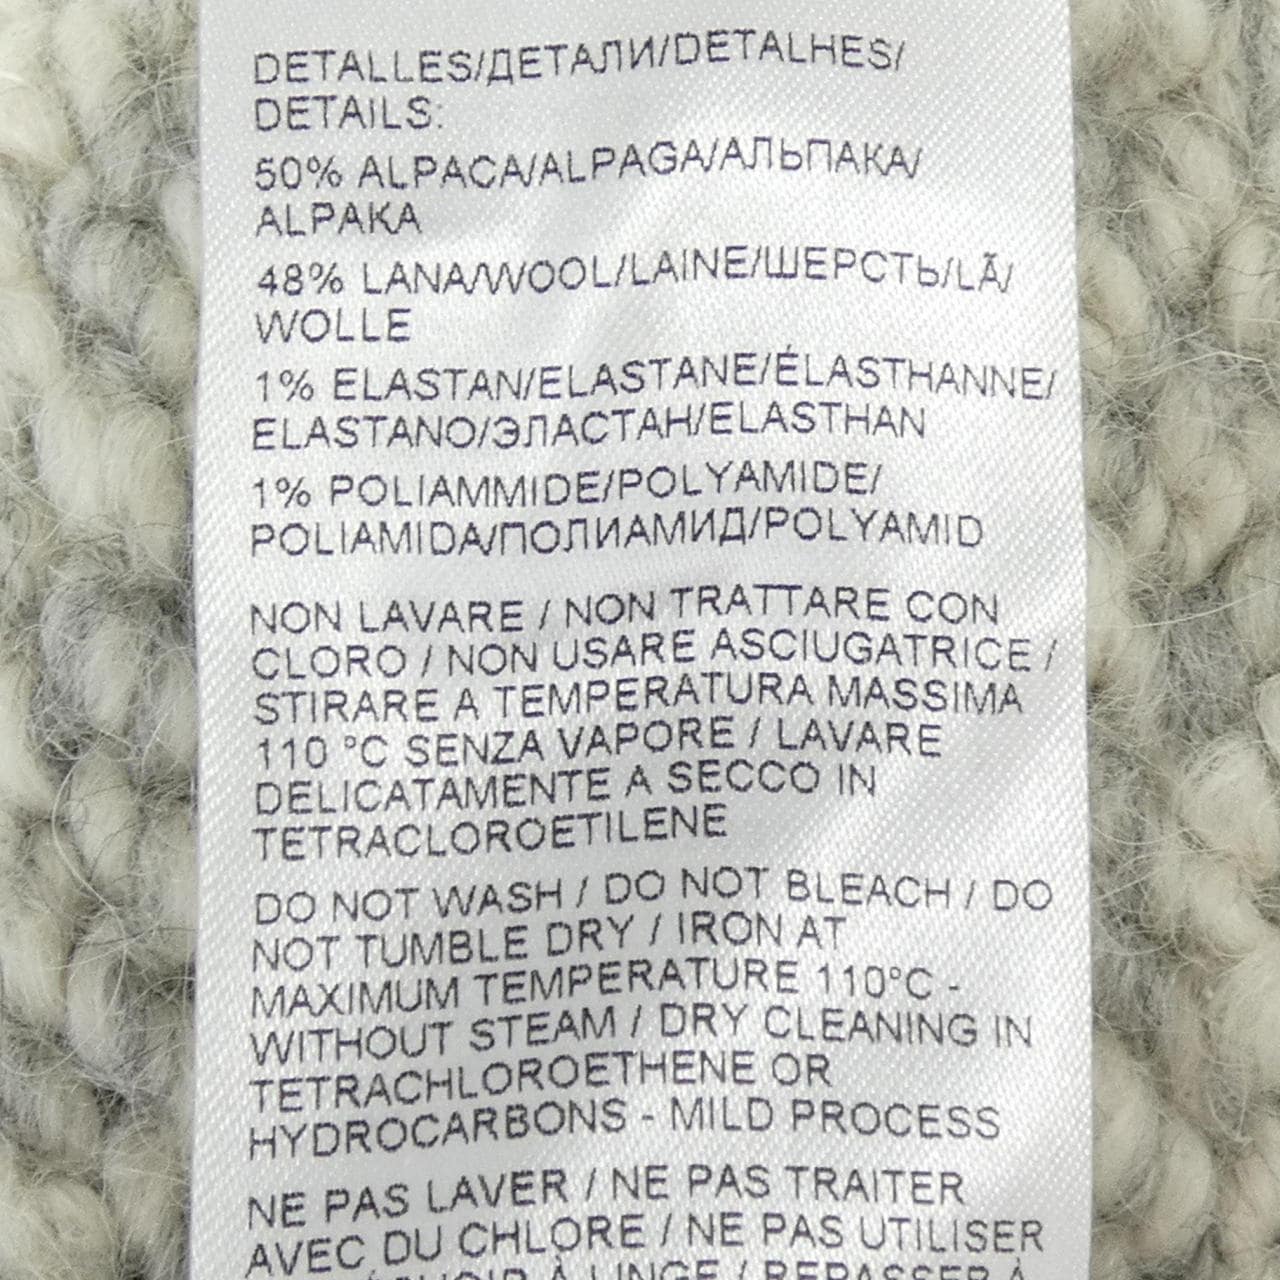 DETALLES/ДЕТАЛИ/DETALHES/
DETAILS:
50% ALPACA/ALPAGA/АЛЬПАКА/
ALPAKA
48% LANA/WOOL/LAINE/ШЕРСТЬ/LÃ/
WOLLE
1% ELASTAN/ELASTANE/ÉLASTHANNE/
ELASTANO/ЭЛАСТАН/ELASTHAN
1% POLIAMMIDE/POLYAMIDE/
POLIAMIDA/ПОЛИАМИД/POLYAMID
NON LAVARE / NON TRATTARE CON
CLORO / NON USARE ASCIUGATRICE /
STIRARE A TEMPERATURA MASSIMA
110 °C SENZA VAPORE / LAVARE
DELICATAMENTE A SECCO IN
TETRACLOROETILENE
DO NOT WASH / DO NOT BLEACH / DO
NOT TUMBLE DRY / IRON AT
MAXIMUM TEMPERATURE 110°C -
WITHOUT STEAM / DRY CLEANING IN
TETRACHLOROETHENE OR
HYDROCARBONS - MILD PROCESS
NE PAS LAVER / NE PAS TRAITER
AVEC DU CHLORE / NE PAS UTILISER
À LINGE / REPASSER À